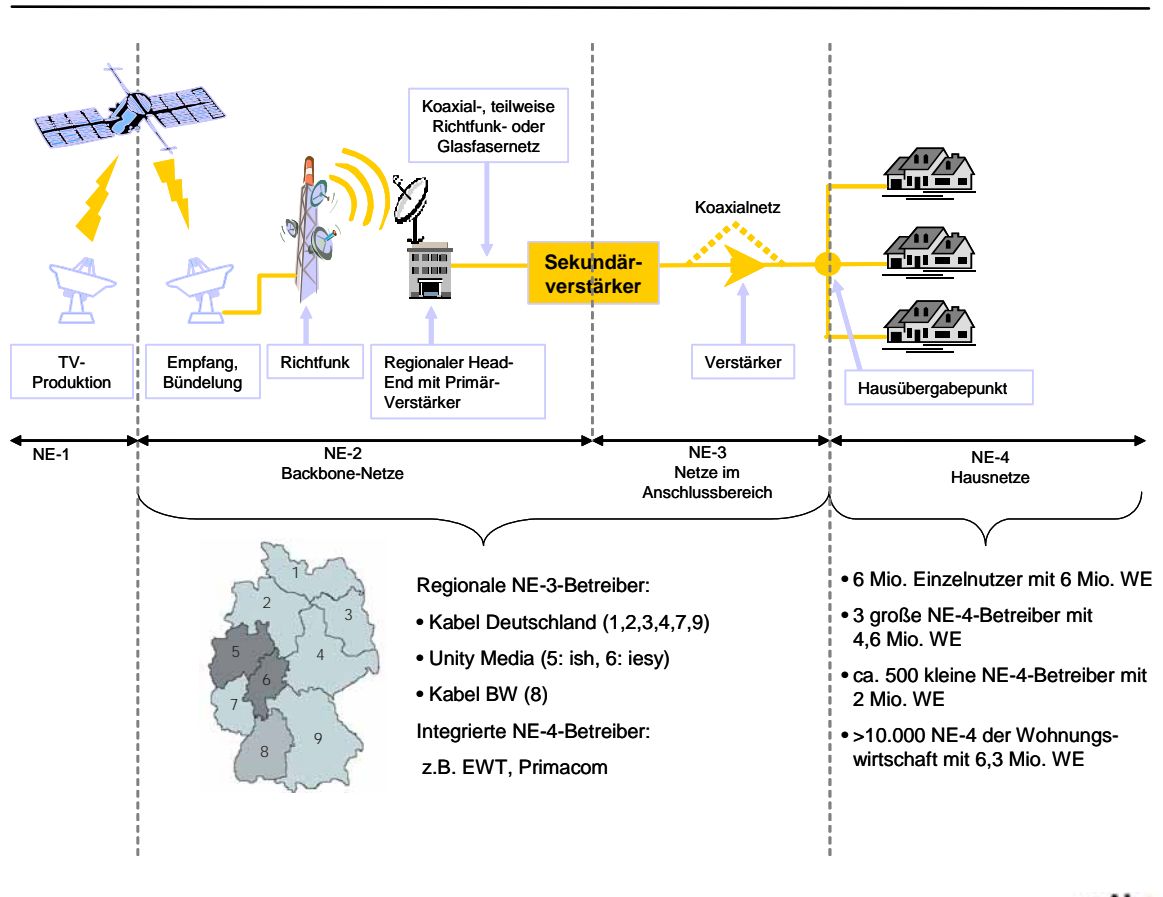 Koaxial-, teilweise
Richtfunk- oder
Glasfasernetz
Koaxialnetz
Sekundär-
verstärker
TV-
Produktion
Empfang,
Bündelung
Richtfunk
Regionaler Head-
End mit Primär-
Verstärker
Verstärker
Hausübergabepunkt
NE-1
NE-2
Backbone-Netze
NE-3
Netze im
Anschlussbereich
NE-4
Hausnetze
1
2
3
4
5
6
7
8
9
Regionale NE-3-Betreiber:
• Kabel Deutschland (1,2,3,4,7,9)
• Unity Media (5: ish, 6: iesy)
• Kabel BW (8)
Integrierte NE-4-Betreiber:
z.B. EWT, Primacom
• 6 Mio. Einzelnutzer mit 6 Mio. WE
• 3 große NE-4-Betreiber mit
4,6 Mio. WE
• ca. 500 kleine NE-4-Betreiber mit
2 Mio. WE
• >10.000 NE-4 der Wohnungs-
wirtschaft mit 6,3 Mio. WE